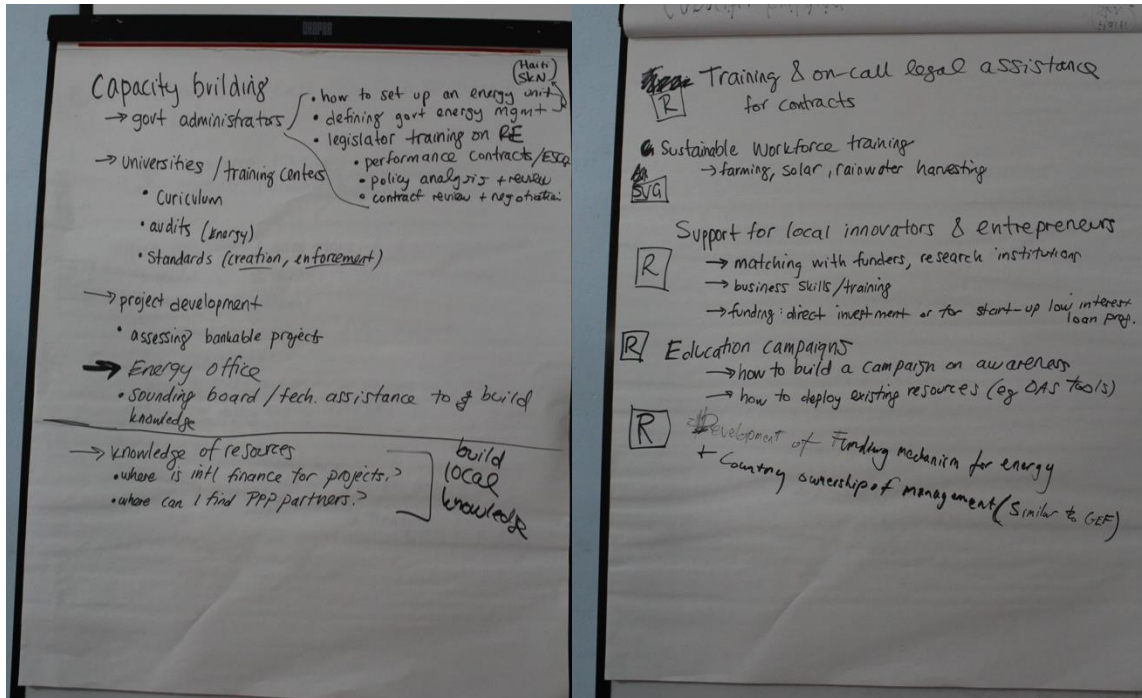 DRAPER
Capacity building
(Haiti
SKN)
→ govt administrators
• how to set up an energy unit
• defining govt energy mgmt
• legislator training on RE
• performance contracts/ESCO
• policy analysis + review
• contract review + negotiation
→ Universities / training centers
• Curiculum
• audits (energy)
• Standards (creation, enforcement)
→ project development
• assessing bankable projects
→ Energy office
• sounding board / tech. assistance to build
knowledge
→ knowledge of resources
• where is intl finance for projects?
• where can I find PPP partners?
build
local
knowledge
R
Training & on-call legal assistance
for contracts
Sustainable workforce training
SVG
→ farming, solar, rainwater harvesting
Support for local innovators & entrepreneurs
R
→ matching with funders, research institutions
→ business skills/training
→ funding: direct investment or for start-up low interest
loan prog.
R Education campaigns
→ how to build a campaign on awareness
→ how to deploy existing resources (eg OAS tools)
R
Development of Funding mechanism for energy
+ Country ownership of management (Similar to GEF)